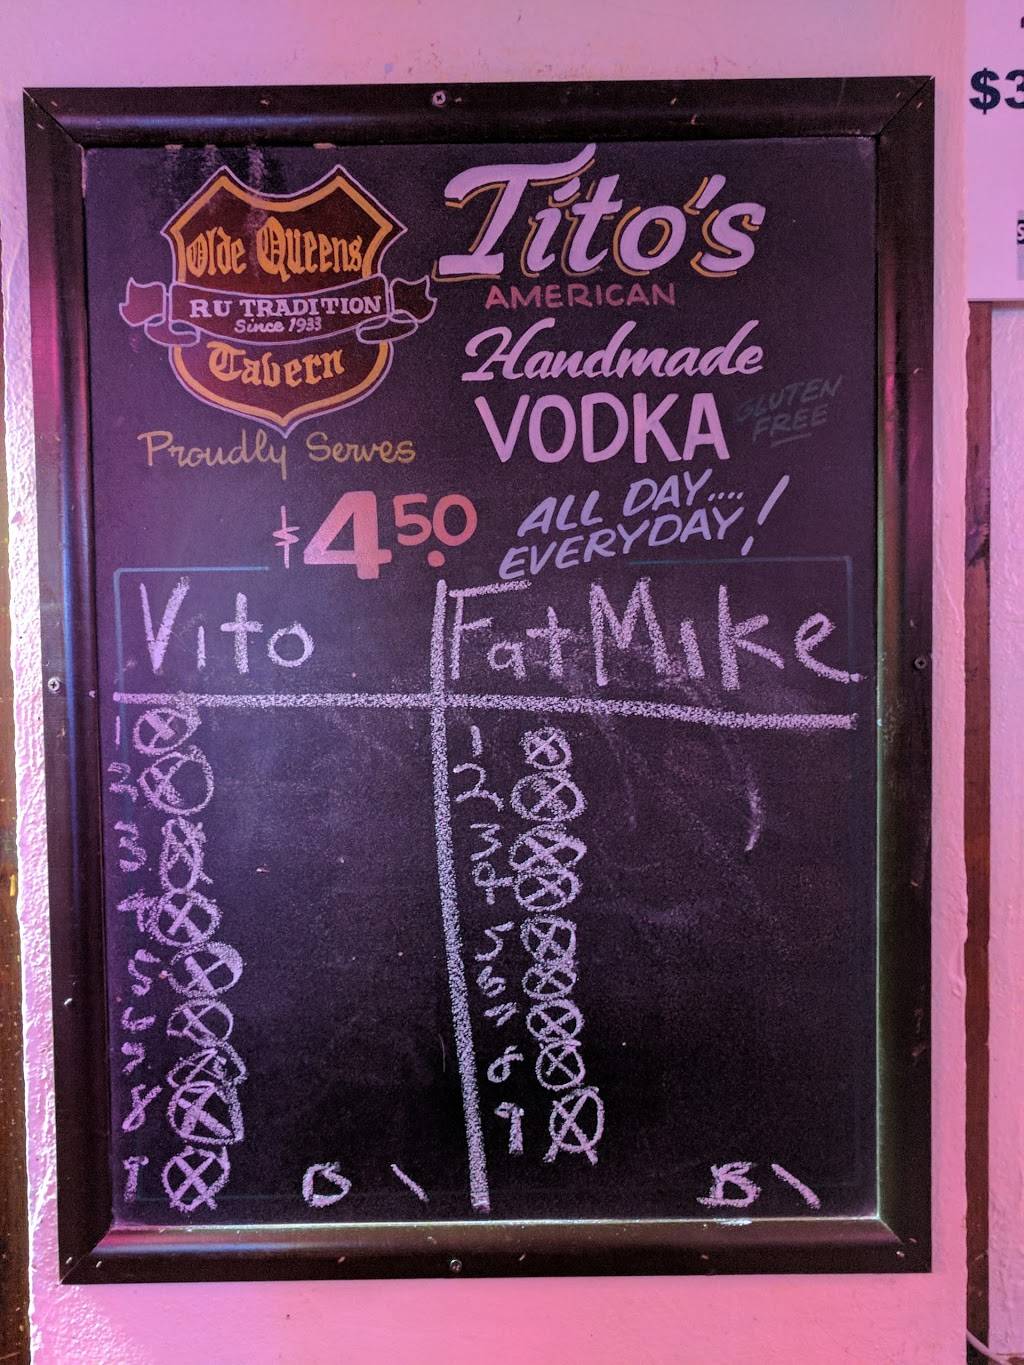 Olde Queens
RU TRADITION
Since 1933
Tavern
Proudly Serves
Tito's
AMERICAN
Handmade
VODKA
GLUTEN
FREE
$4.50
ALL DAY....
EVERYDAY!
$3
Vito
1
2
3
4
5
6
7
8
9
B \
Fat Mike
1
2
3
4
5
6
7
8
9
B \